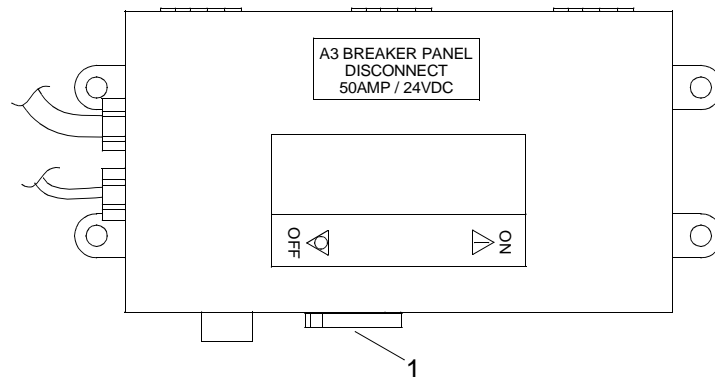 A3 BREAKER PANEL
DISCONNECT
50AMP / 24VDC
OFF
ON
1